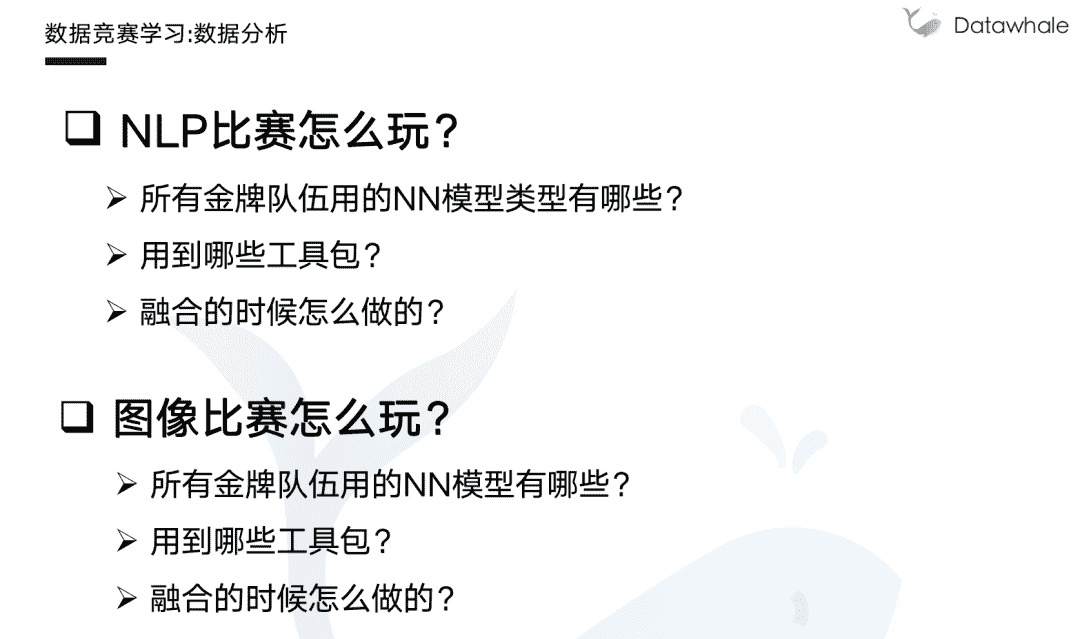 数据竞赛学习:数据分析
Datawhale
❑ NLP比赛怎么玩？
➢ 所有金牌队伍用的NN模型类型有哪些？
➢ 用到哪些工具包？
➢ 融合的时候怎么做的？
❑ 图像比赛怎么玩？
➢ 所有金牌队伍用的NN模型有哪些？
➢ 用到哪些工具包？
➢ 融合的时候怎么做的？